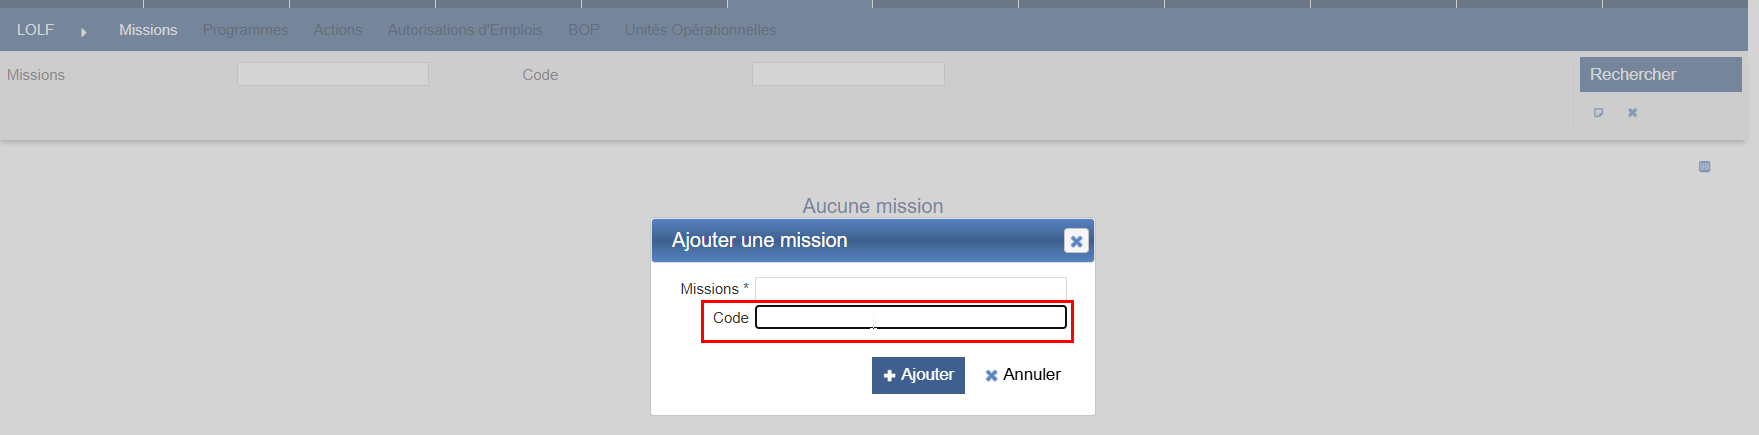 LOLF Missions Programmes Actions Autorisations d'Emplois BOP Unités Opérationnelles
Missions Code Rechercher
Aucune mission
Ajouter une mission
Missions *
Code
Ajouter Annuler